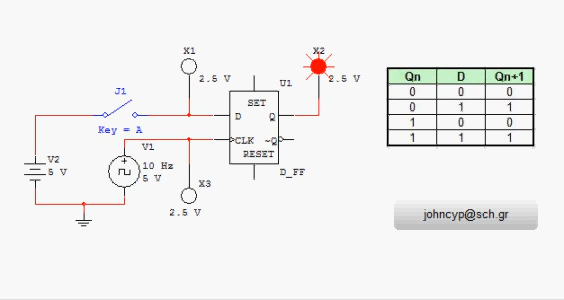 X1
2.5 V
X2
2.5 V
U1
J1
Key = A
SET
D
Q
CLK
~Q
RESET
D_FF
V1
10 Hz
5 V
V2
5 V
X3
2.5 V
Qn D Qn+1
0 0 0
0 1 1
1 0 0
1 1 1
johncyp@sch.gr